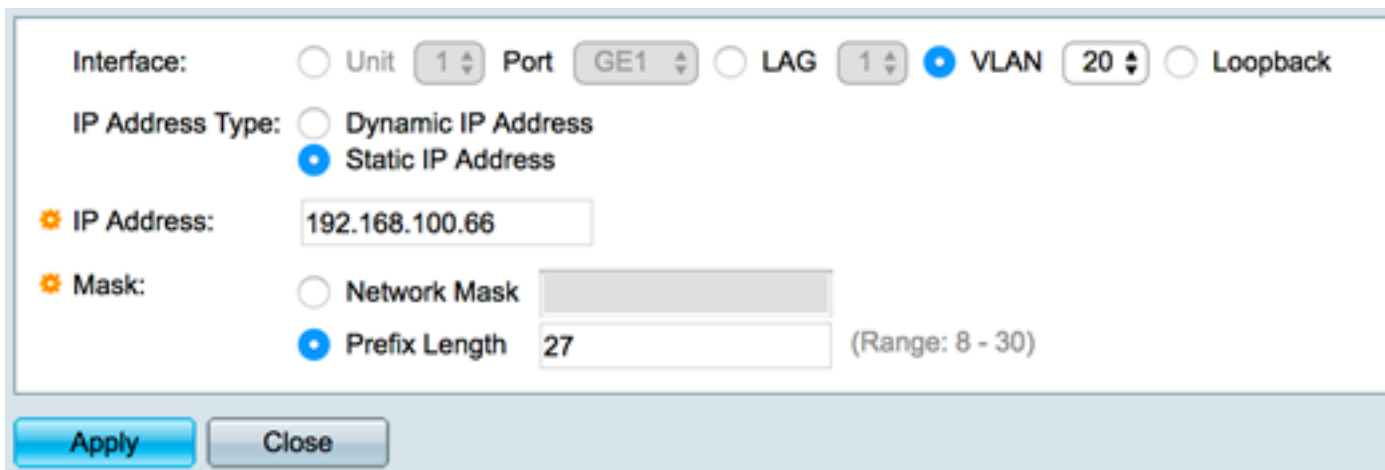 Interface: Unit 1 Port GE1 LAG 1 VLAN 20 Loopback
IP Address Type: Dynamic IP Address
Static IP Address
IP Address: 192.168.100.66
Mask: Network Mask
Prefix Length 27 (Range: 8 - 30)
Apply Close